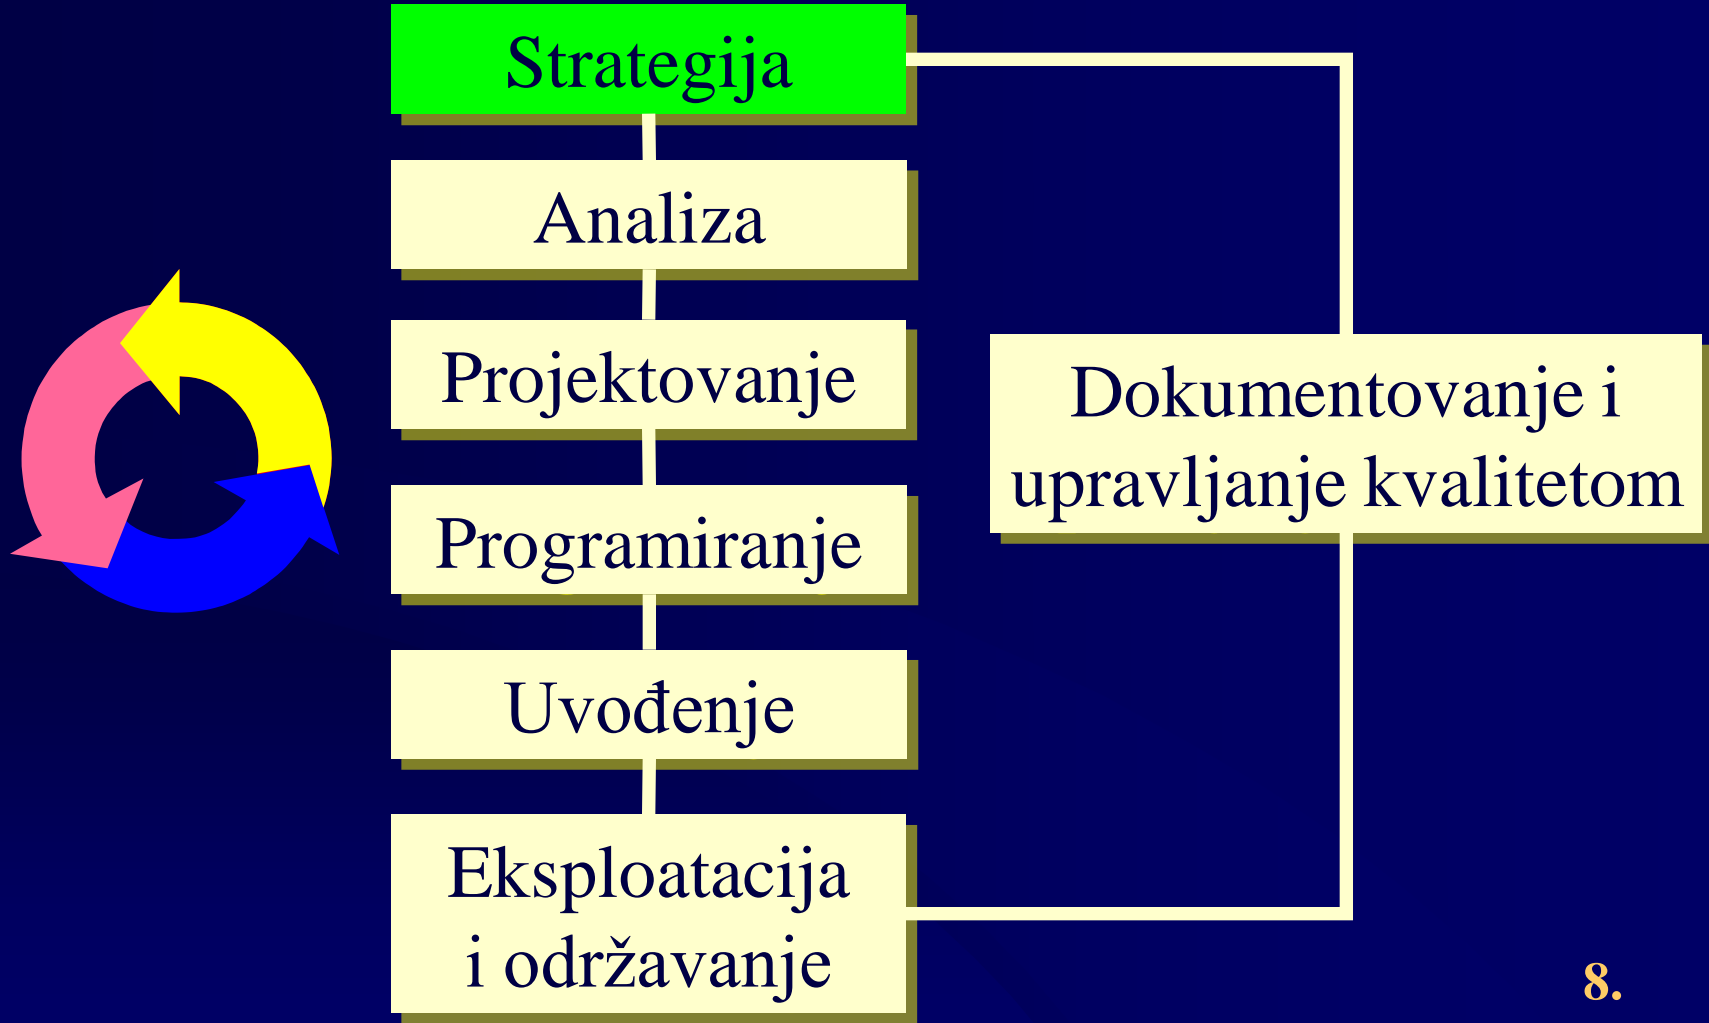 Strategija
Analiza
Projektovanje
Programiranje
Uvođenje
Eksploatacija
i održavanje
Dokumentovanje i
upravljanje kvalitetom
8.